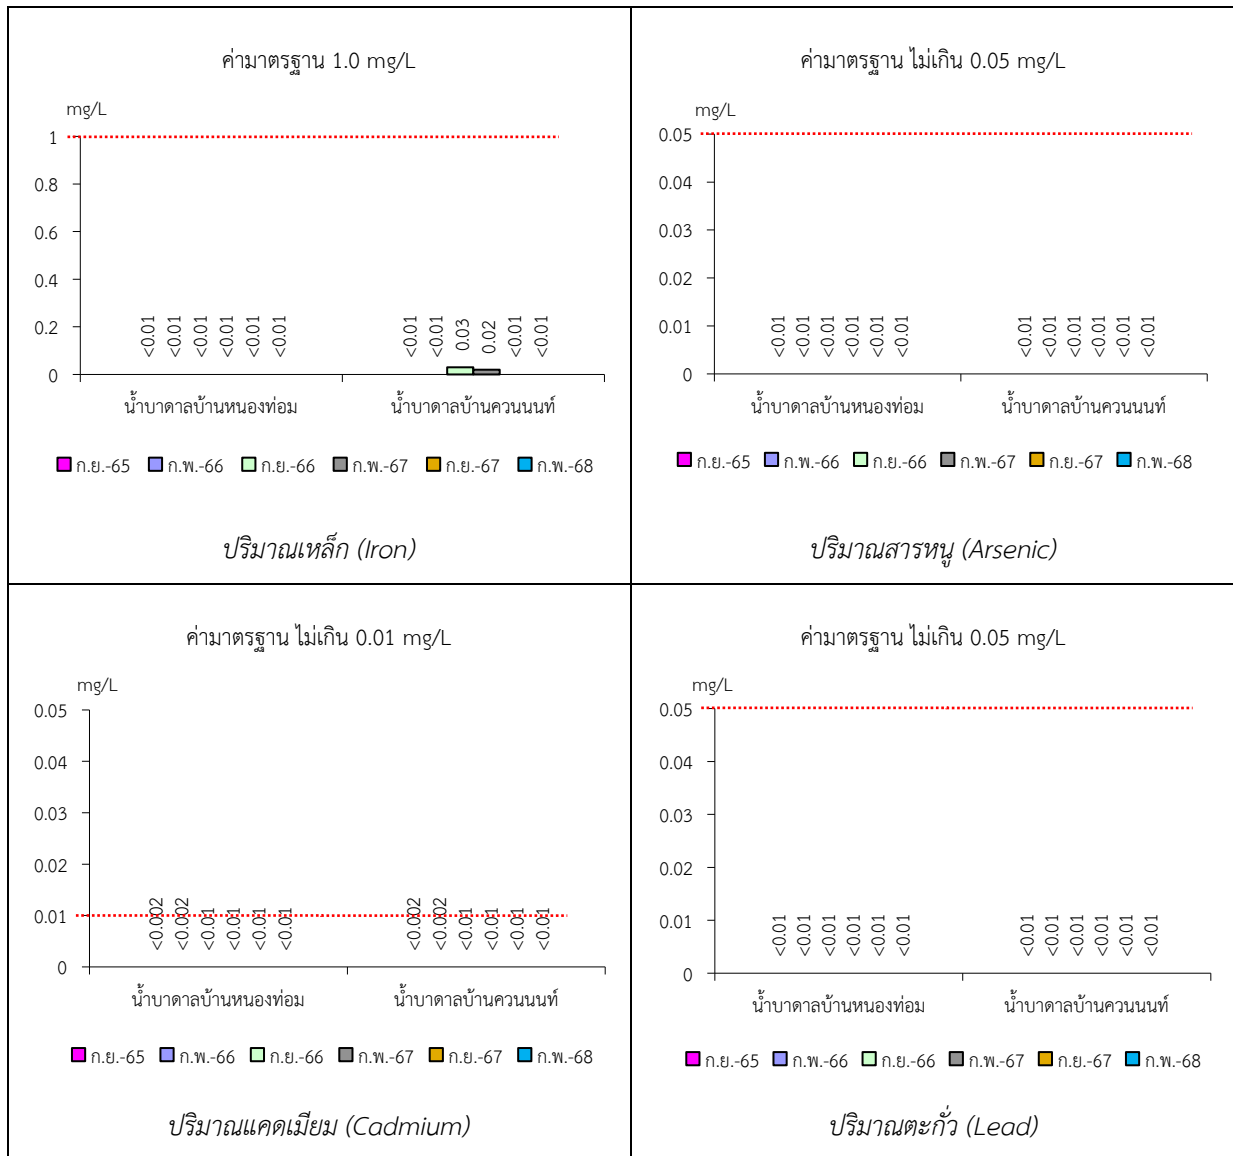 ค่ามาตรฐาน 1.0 mg/L
mg/L
1
0.8
0.6
0.4
0.2
0
<0.01 <0.01 <0.01 <0.01 <0.01 <0.01 <0.01 <0.01 0.03 0.02 <0.01 <0.01
น้ำบาดาลบ้านหนองท่อม น้ำบาดาลบ้านควนนนท์
ก.ย.-65 ก.พ.-66 ก.ย.-66 ก.พ.-67 ก.ย.-67 ก.พ.-68
ปริมาณเหล็ก (Iron)
ค่ามาตรฐาน ไม่เกิน 0.05 mg/L
mg/L
0.05
0.04
0.03
0.02
0.01
0
<0.01 <0.01 <0.01 <0.01 <0.01 <0.01 <0.01 <0.01 <0.01 <0.01 <0.01 <0.01
น้ำบาดาลบ้านหนองท่อม น้ำบาดาลบ้านควนนนท์
ก.ย.-65 ก.พ.-66 ก.ย.-66 ก.พ.-67 ก.ย.-67 ก.พ.-68
ปริมาณสารหนู (Arsenic)
ค่ามาตรฐาน ไม่เกิน 0.01 mg/L
mg/L
0.05
0.04
0.03
0.02
0.01
0
<0.002 <0.002 <0.01 <0.01 <0.01 <0.01 <0.002 <0.002 <0.01 <0.01 <0.01 <0.01
น้ำบาดาลบ้านหนองท่อม น้ำบาดาลบ้านควนนนท์
ก.ย.-65 ก.พ.-66 ก.ย.-66 ก.พ.-67 ก.ย.-67 ก.พ.-68
ปริมาณแคดเมียม (Cadmium)
ค่ามาตรฐาน ไม่เกิน 0.05 mg/L
mg/L
0.05
0.04
0.03
0.02
0.01
0
<0.01 <0.01 <0.01 <0.01 <0.01 <0.01 <0.01 <0.01 <0.01 <0.01 <0.01 <0.01
น้ำบาดาลบ้านหนองท่อม น้ำบาดาลบ้านควนนนท์
ก.ย.-65 ก.พ.-66 ก.ย.-66 ก.พ.-67 ก.ย.-67 ก.พ.-68
ปริมาณตะกั่ว (Lead)